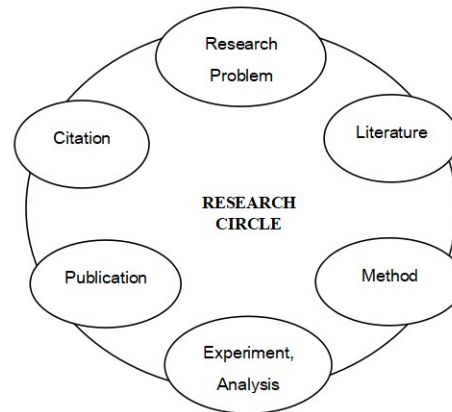 Research
Problem
Literature
Method
Experiment,
Analysis
Publication
Citation
RESEARCH
CIRCLE